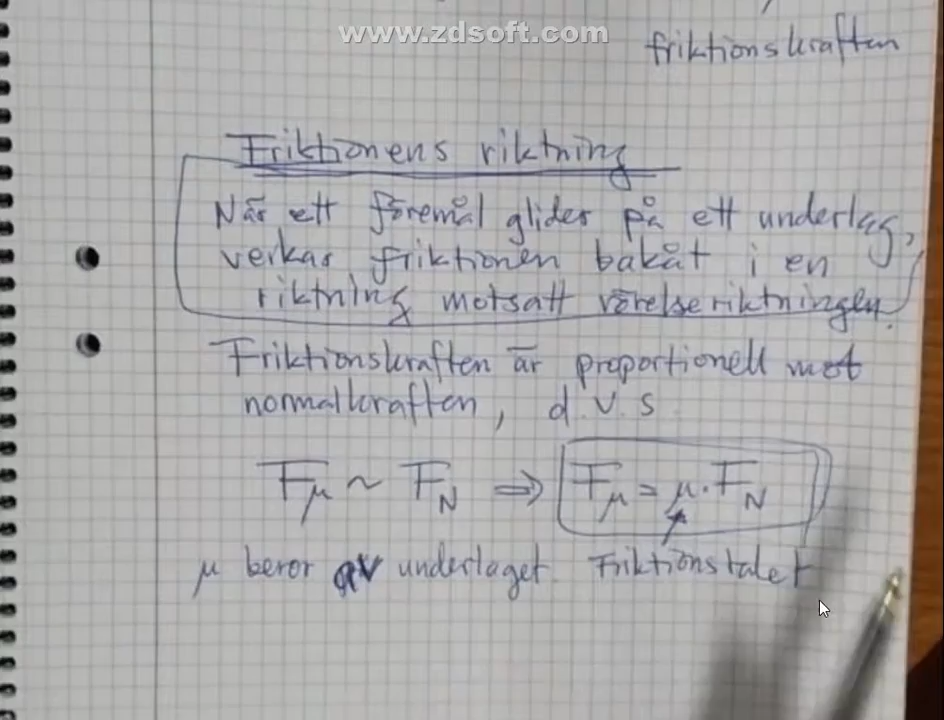 www.zdsoft.com
friktionskraften
Friktionens riktning
När ett föremål glider på ett underlag,
verkar friktionen bakåt i en
riktning motsatt rörelseriktningen.
Friktionskraften är proportionell mot
normalkraften, d.v.s.
Fμ ~ FN ⇒ Fμ = μ · FN
μ beror av underlaget. Friktionstalet